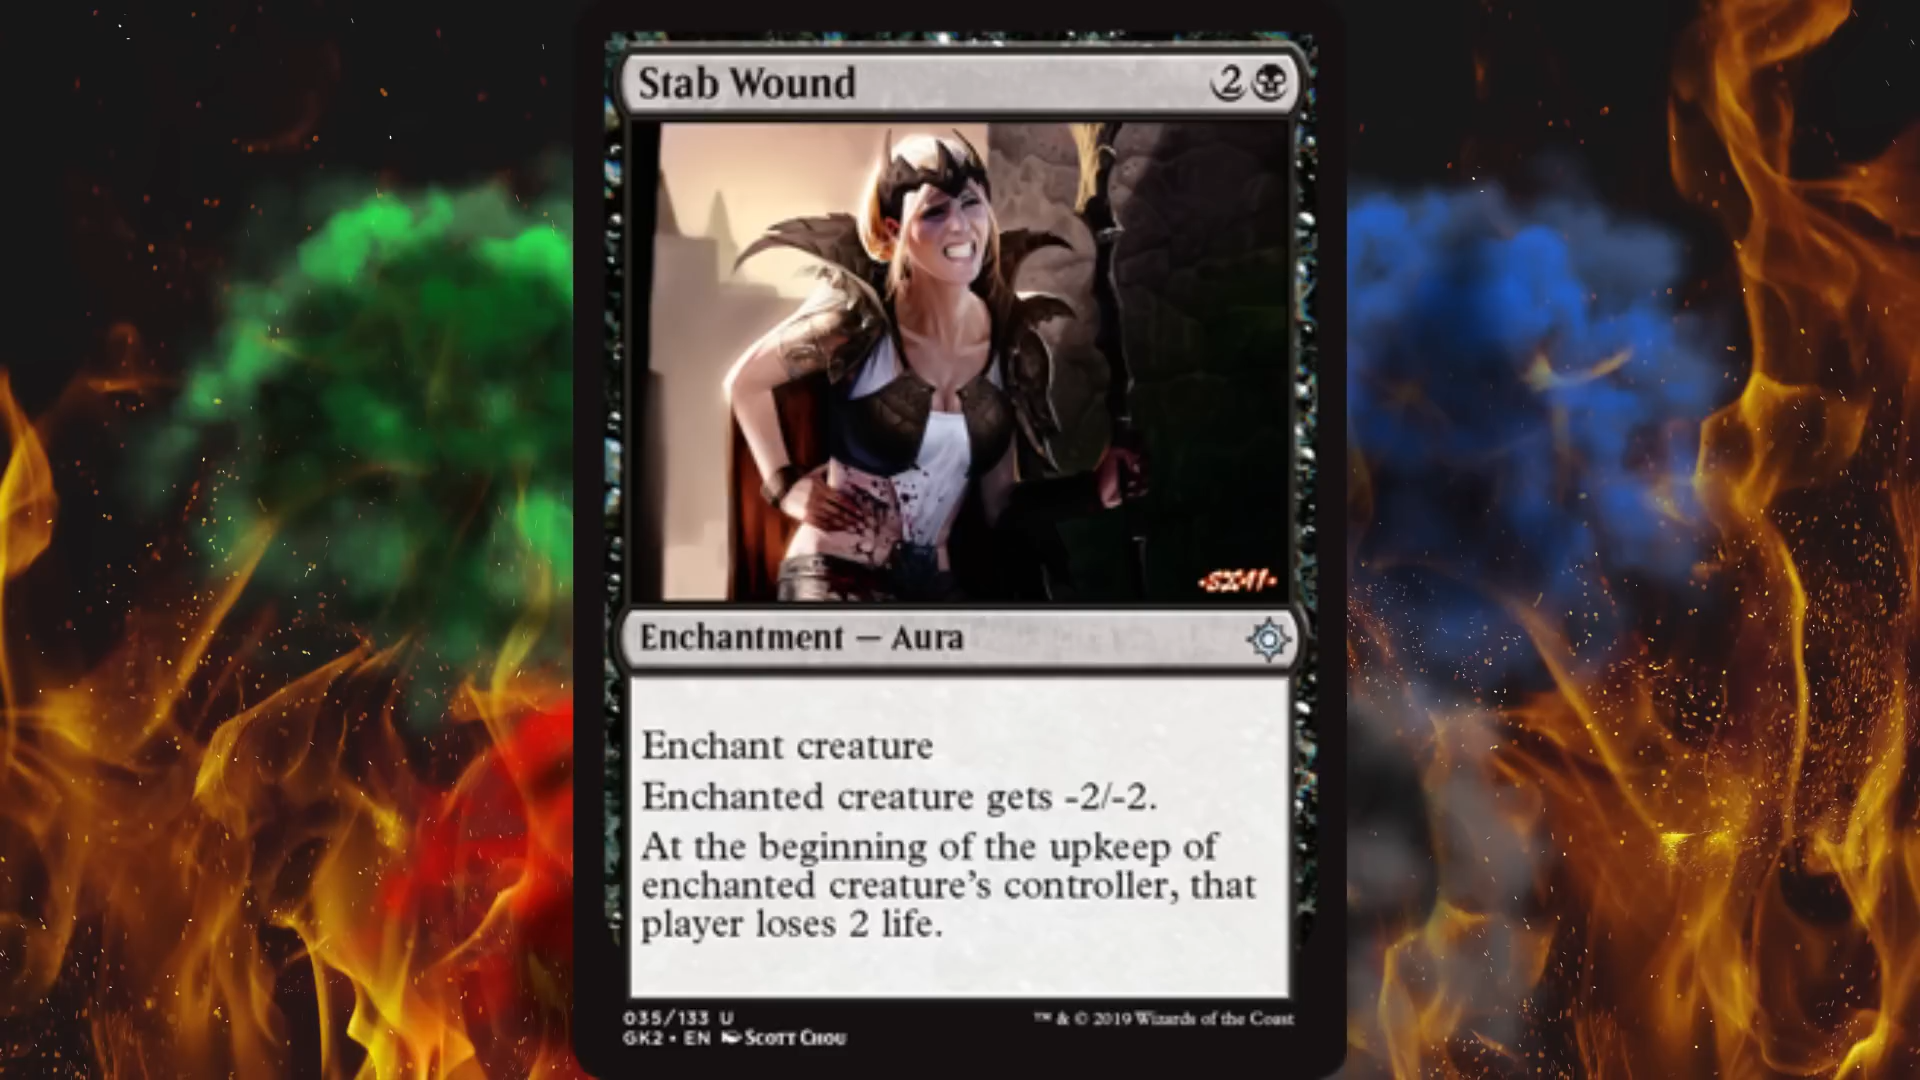 Stab Wound 2
Enchantment — Aura
Enchant creature
Enchanted creature gets -2/-2.
At the beginning of the upkeep of
enchanted creature's controller, that
player loses 2 life.
035/133 U
™ & © 2019 Wizards of the Coast
GK2 • EN Scott Chou